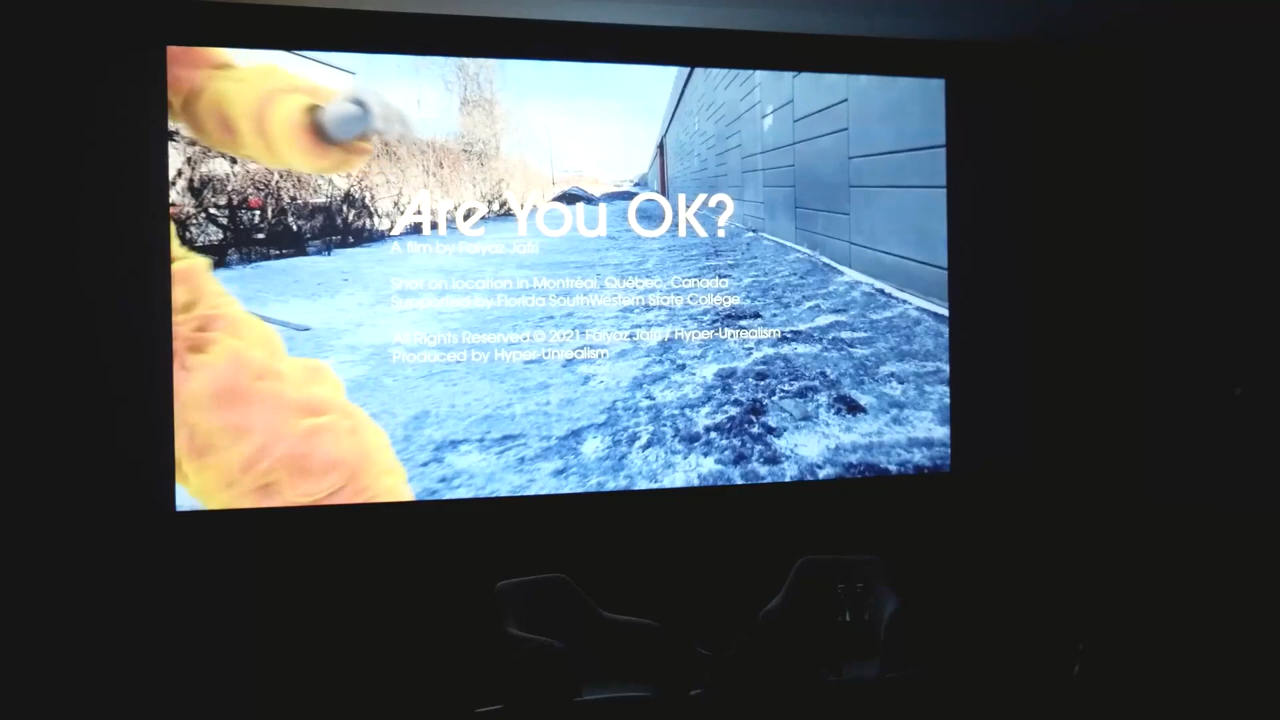 Are You OK?
A film by Faiyaz Jafri
Shot on location in Montréal, Québec, Canada
Supported by Florida SouthWestern State College
All Rights Reserved © 2021 Faiyaz Jafri / Hyper-Unrealism
Produced by Hyper-Unrealism